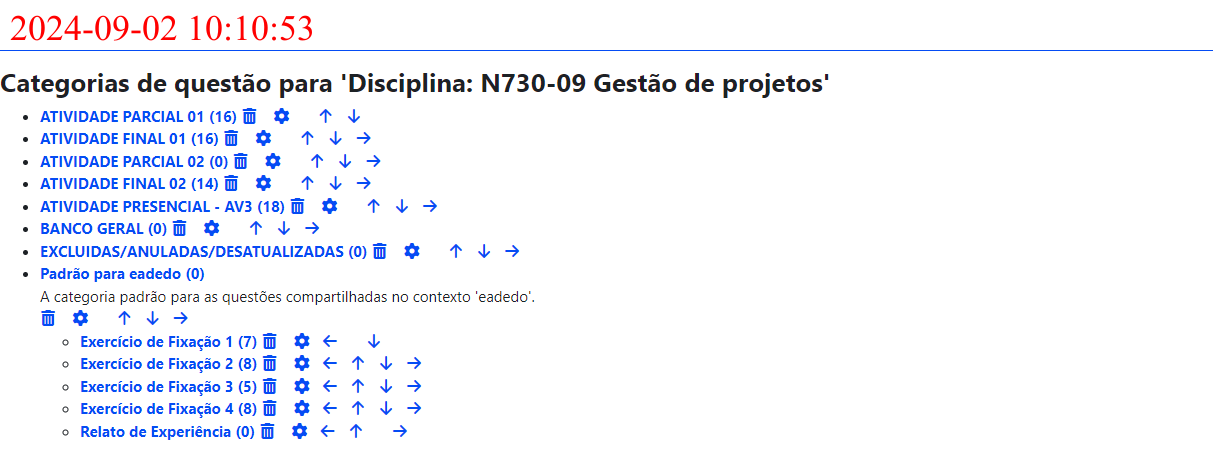 2024-09-02 10:10:53
Categorias de questão para 'Disciplina: N730-09 Gestão de projetos'
ATIVIDADE PARCIAL 01 (16)
ATIVIDADE FINAL 01 (16)
ATIVIDADE PARCIAL 02 (0)
ATIVIDADE FINAL 02 (14)
ATIVIDADE PRESENCIAL - AV3 (18)
BANCO GERAL (0)
EXCLUIDAS/ANULADAS/DESATUALIZADAS (0)
Padrão para eadedo (0)
A categoria padrão para as questões compartilhadas no contexto 'eadedo'.
Exercício de Fixação 1 (7)
Exercício de Fixação 2 (8)
Exercício de Fixação 3 (5)
Exercício de Fixação 4 (8)
Relato de Experiência (0)